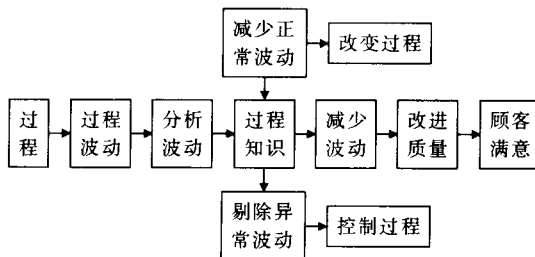 减少正
常波动
改变过程
过
程
过程
波动
分析
波动
过程
知识
减少
波动
改进
质量
顾客
满意
剔除异
常波动
控制过程